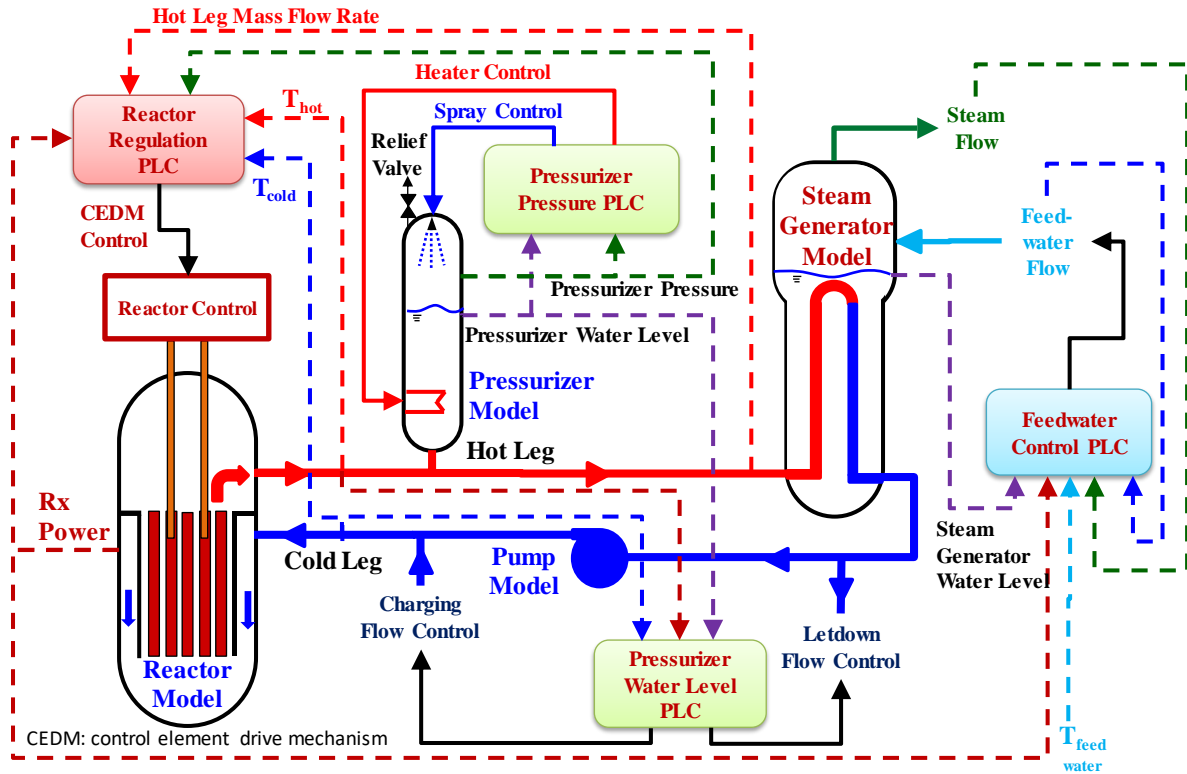 Hot Leg Mass Flow Rate
Heater Control
Reactor
Regulation
PLC
T hot
Spray Control
Steam
Flow
Relief
Valve
Pressurizer
Pressure PLC
T cold
CEDM
Control
Steam
Generator
Model
Feed-
water
Flow
Reactor Control
Pressurizer Pressure
Pressurizer Water Level
Pressurizer
Model
Feedwater
Control PLC
Hot Leg
Rx
Power
Cold Leg
Pump
Model
Steam
Generator
Water Level
Charging
Flow Control
Letdown
Flow Control
Pressurizer
Water Level
PLC
Reactor
Model
CEDM: control element drive mechanism
T feed
water